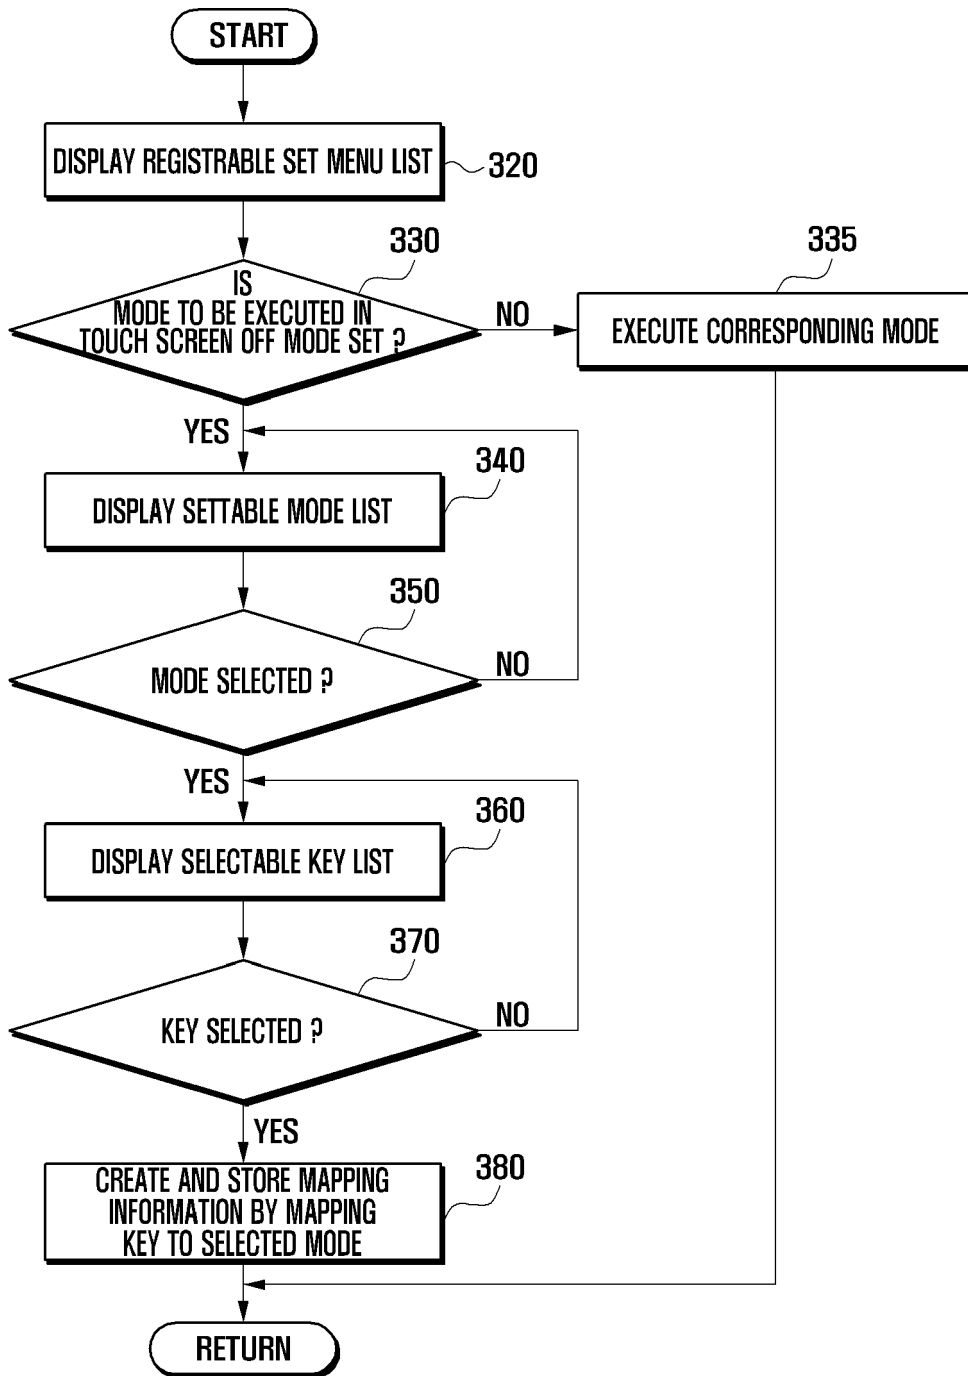 START
DISPLAY REGISTRABLE SET MENU LIST
320
330
335
IS
MODE TO BE EXECUTED IN
TOUCH SCREEN OFF MODE SET ?
NO
EXECUTE CORRESPONDING MODE
YES
340
DISPLAY SETTABLE MODE LIST
350
MODE SELECTED ?
NO
YES
360
DISPLAY SELECTABLE KEY LIST
370
KEY SELECTED ?
NO
YES
380
CREATE AND STORE MAPPING
INFORMATION BY MAPPING
KEY TO SELECTED MODE
RETURN